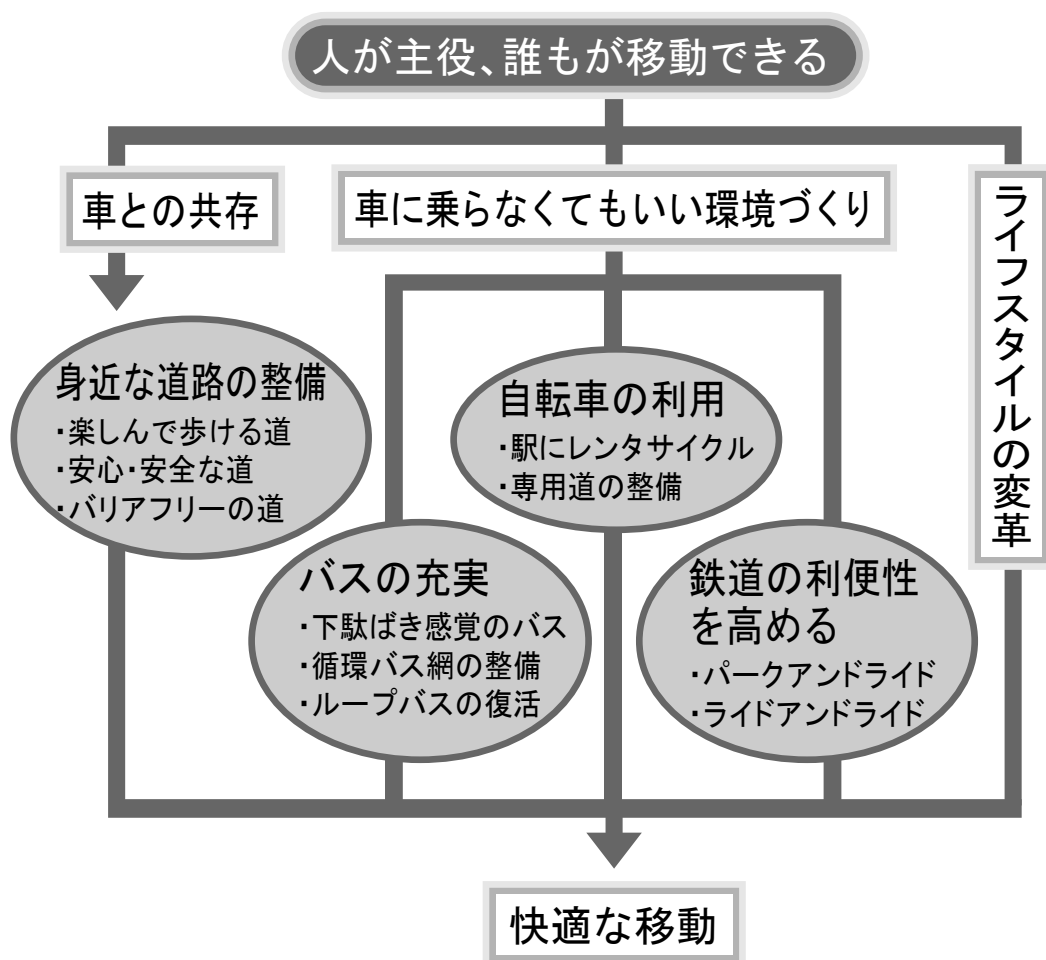 人が主役、誰もが移動できる
車との共存
車に乗らなくてもいい環境づくり
ライフスタイルの変革
身近な道路の整備
・楽しんで歩ける道
・安心・安全な道
・バリアフリーの道
自転車の利用
・駅にレンタサイクル
・専用道の整備
バスの充実
・下駄ばき感覚のバス
・循環バス網の整備
・ループバスの復活
鉄道の利便性
を高める
・パークアンドライド
・ライドアンドライド
快適な移動